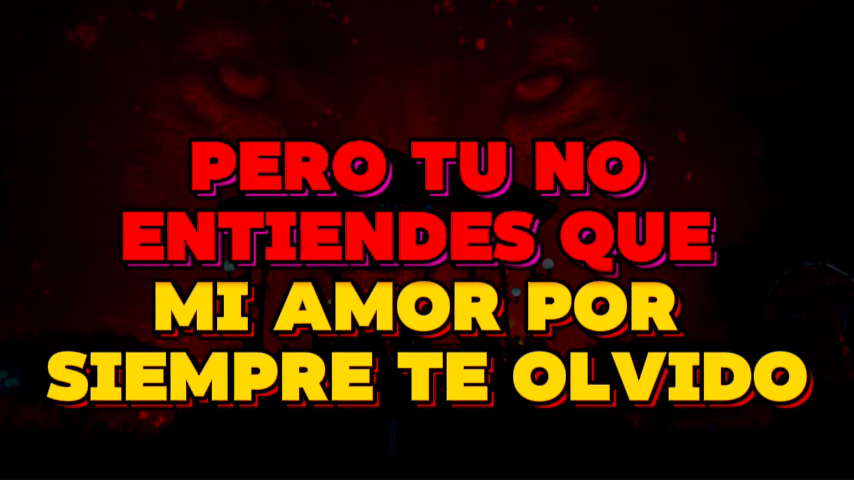 PERO TU NO
ENTIENDES QUE
MI AMOR POR
SIEMPRE TE OLVIDO